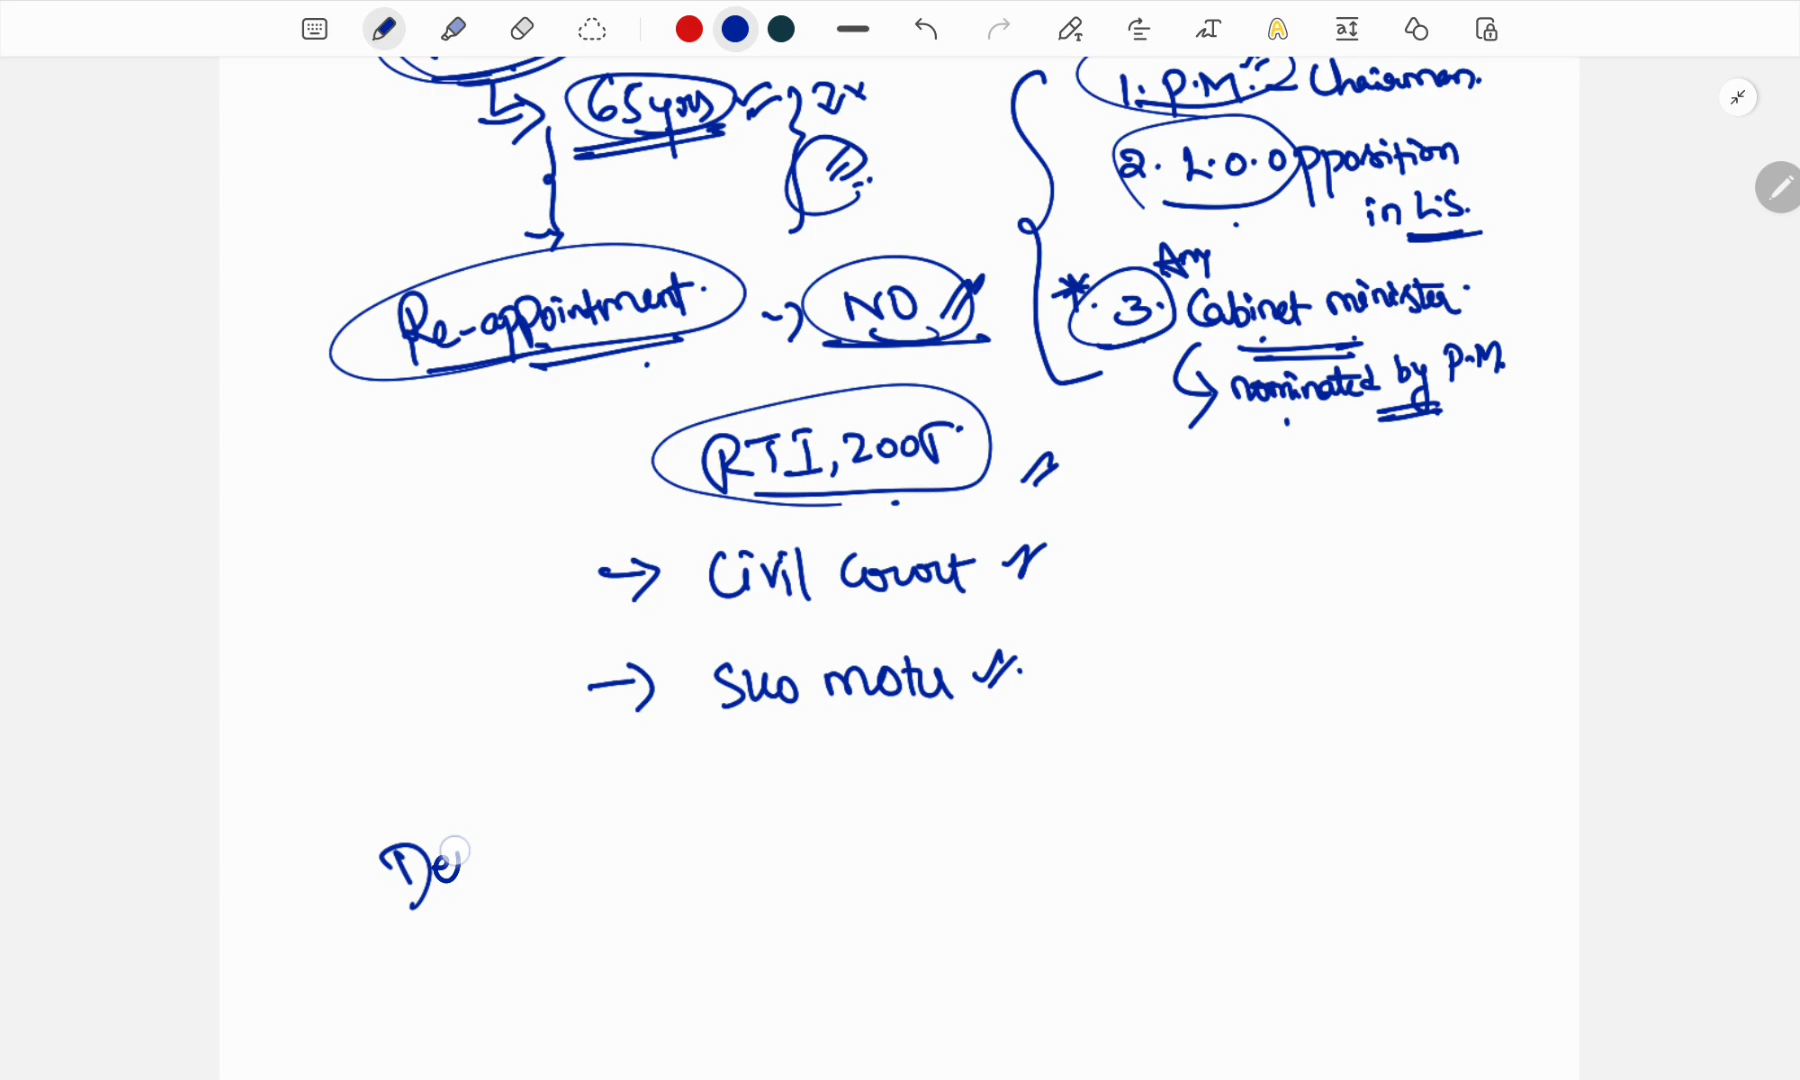 65 yrs
Re-appointment. → NO
1. P.M. Chairman.
2. L.O.Opposition
in L.S.
Any
* 3. Cabinet minister.
nominated by P.M.
RTI, 2005
→ Civil Court
→ Suo motu
De